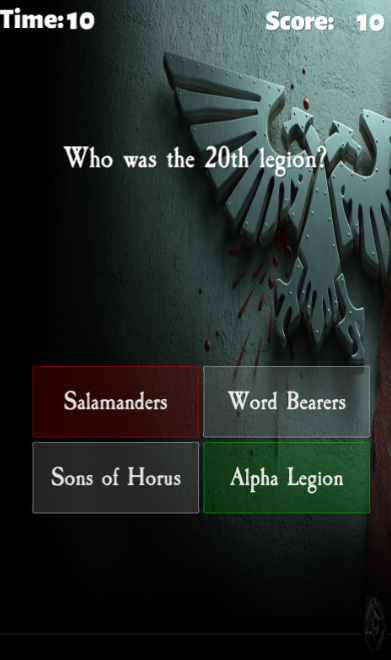 Time:10 Score: 10
Who was the 20th legion?
Salamanders Word Bearers
Sons of Horus Alpha Legion